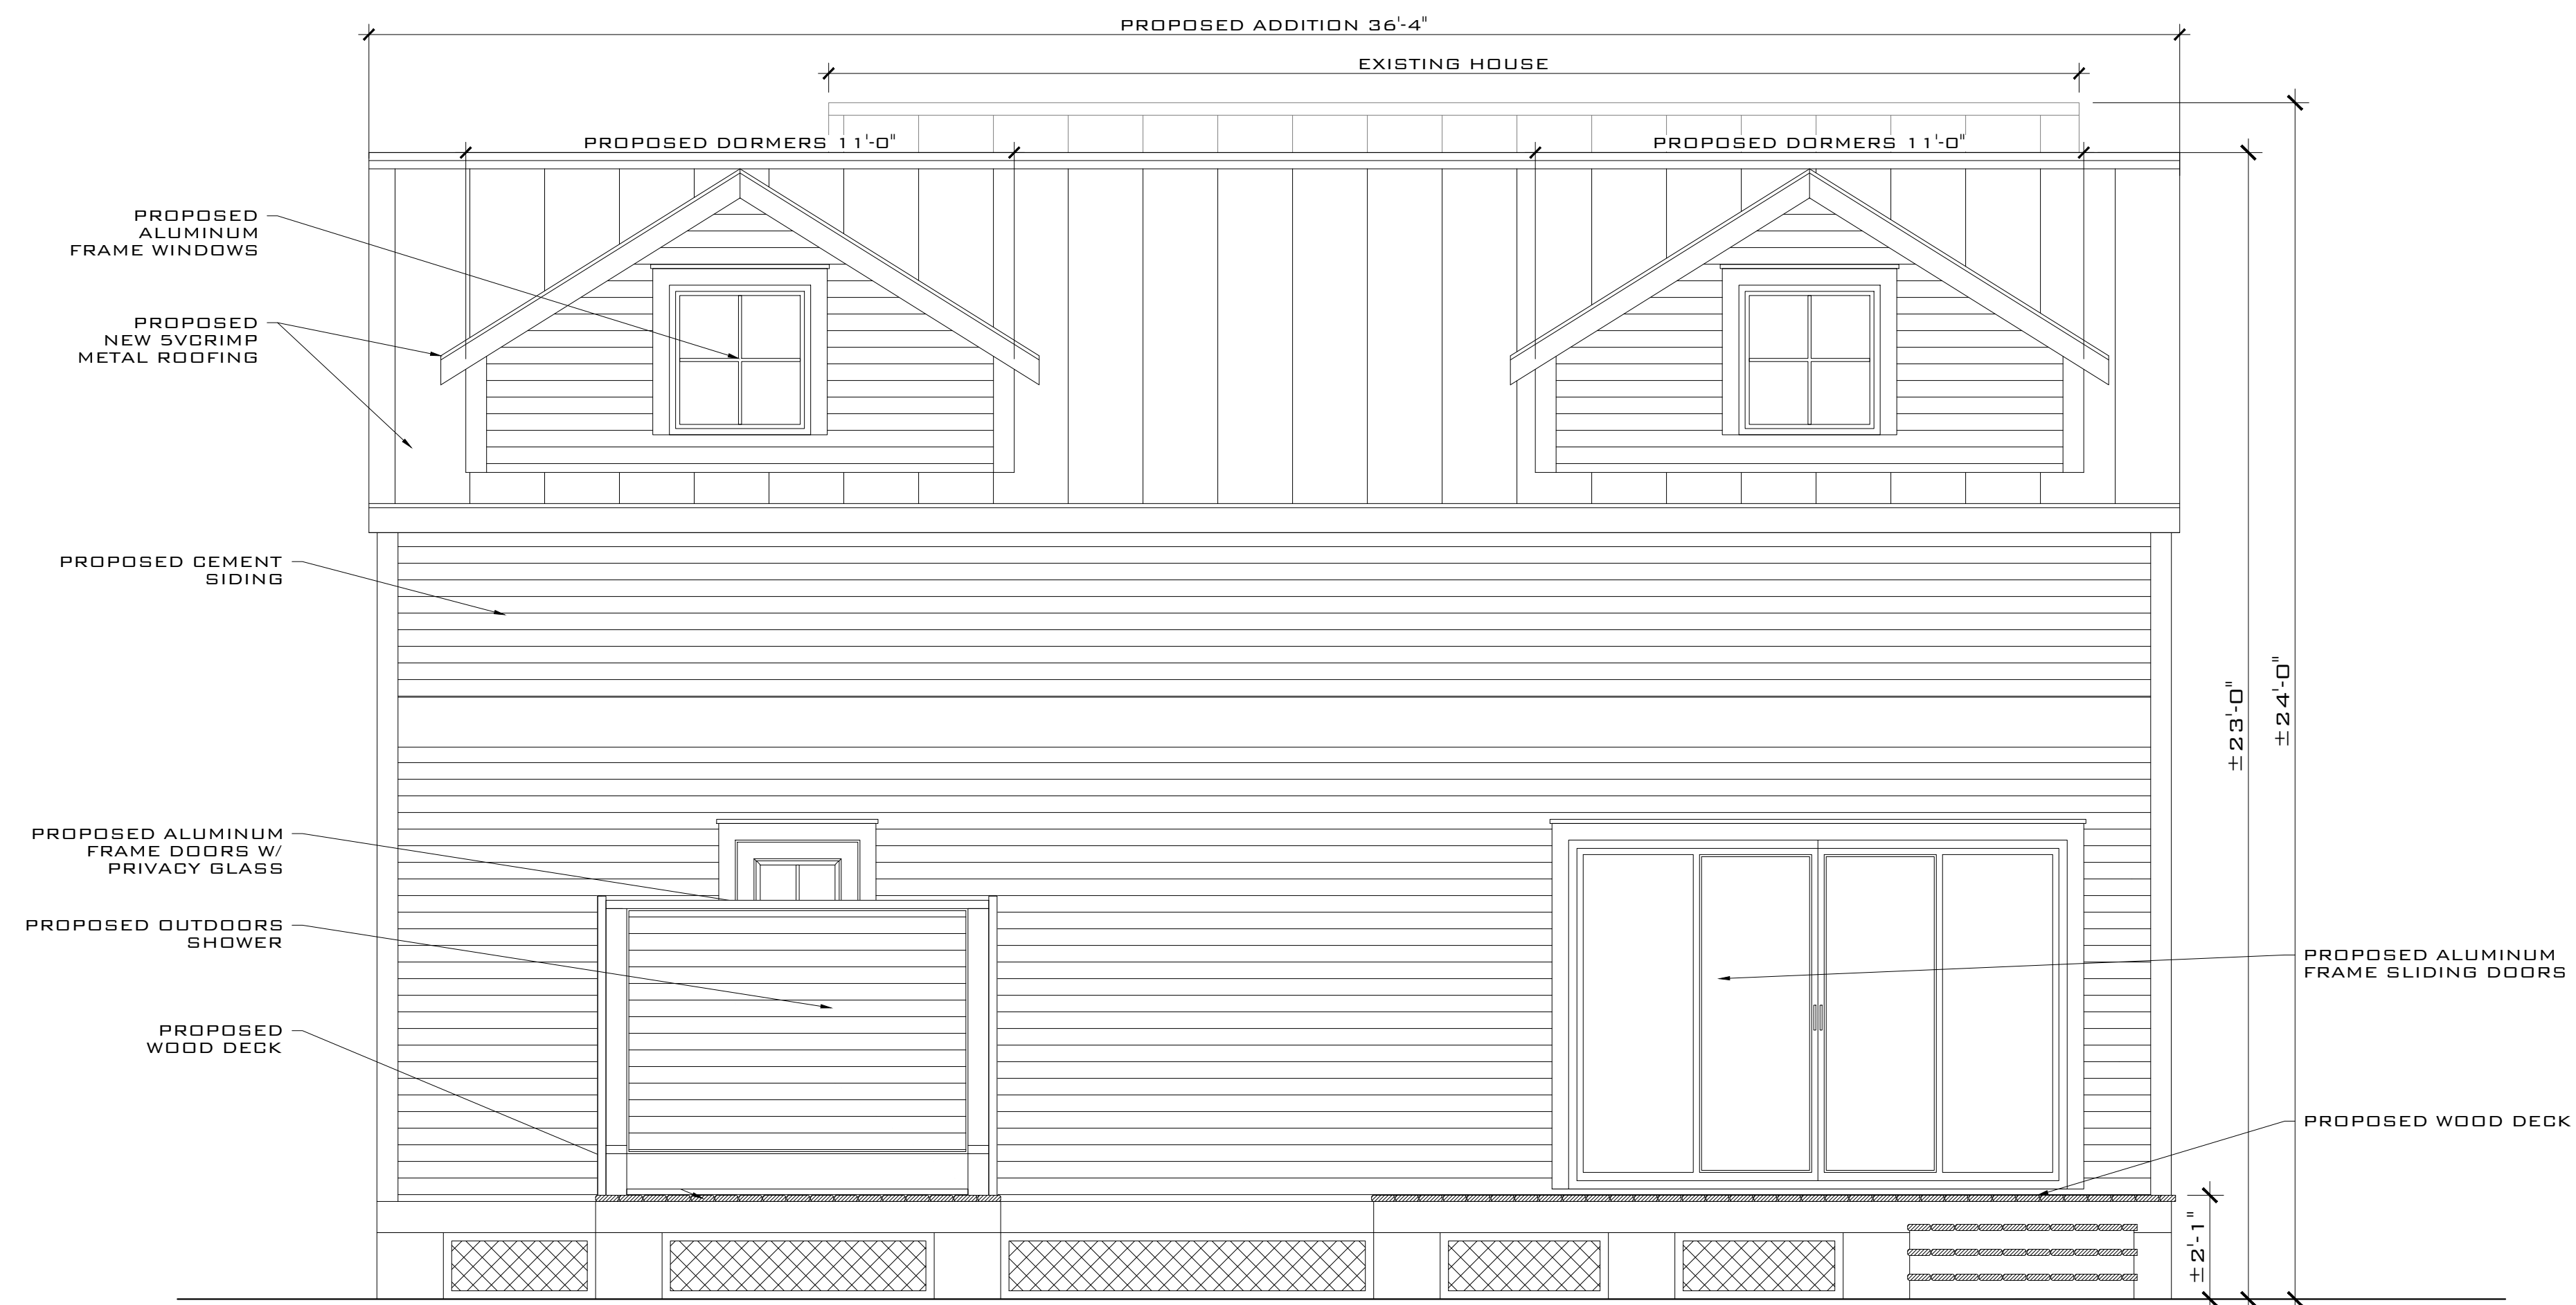 PROPOSED ADDITION 36'-4"
EXISTING HOUSE
PROPOSED DORMERS 11'-0"
PROPOSED DORMERS 11'-0"
PROPOSED
ALUMINUM
FRAME WINDOWS
PROPOSED
NEW 5VCRIMP
METAL ROOFING
PROPOSED CEMENT
SIDING
PROPOSED ALUMINUM
FRAME DOORS W/
PRIVACY GLASS
PROPOSED OUTDOORS
SHOWER
PROPOSED
WOOD DECK
±23'-0"
±24'-0"
PROPOSED ALUMINUM
FRAME SLIDING DOORS
PROPOSED WOOD DECK
±2'-1"